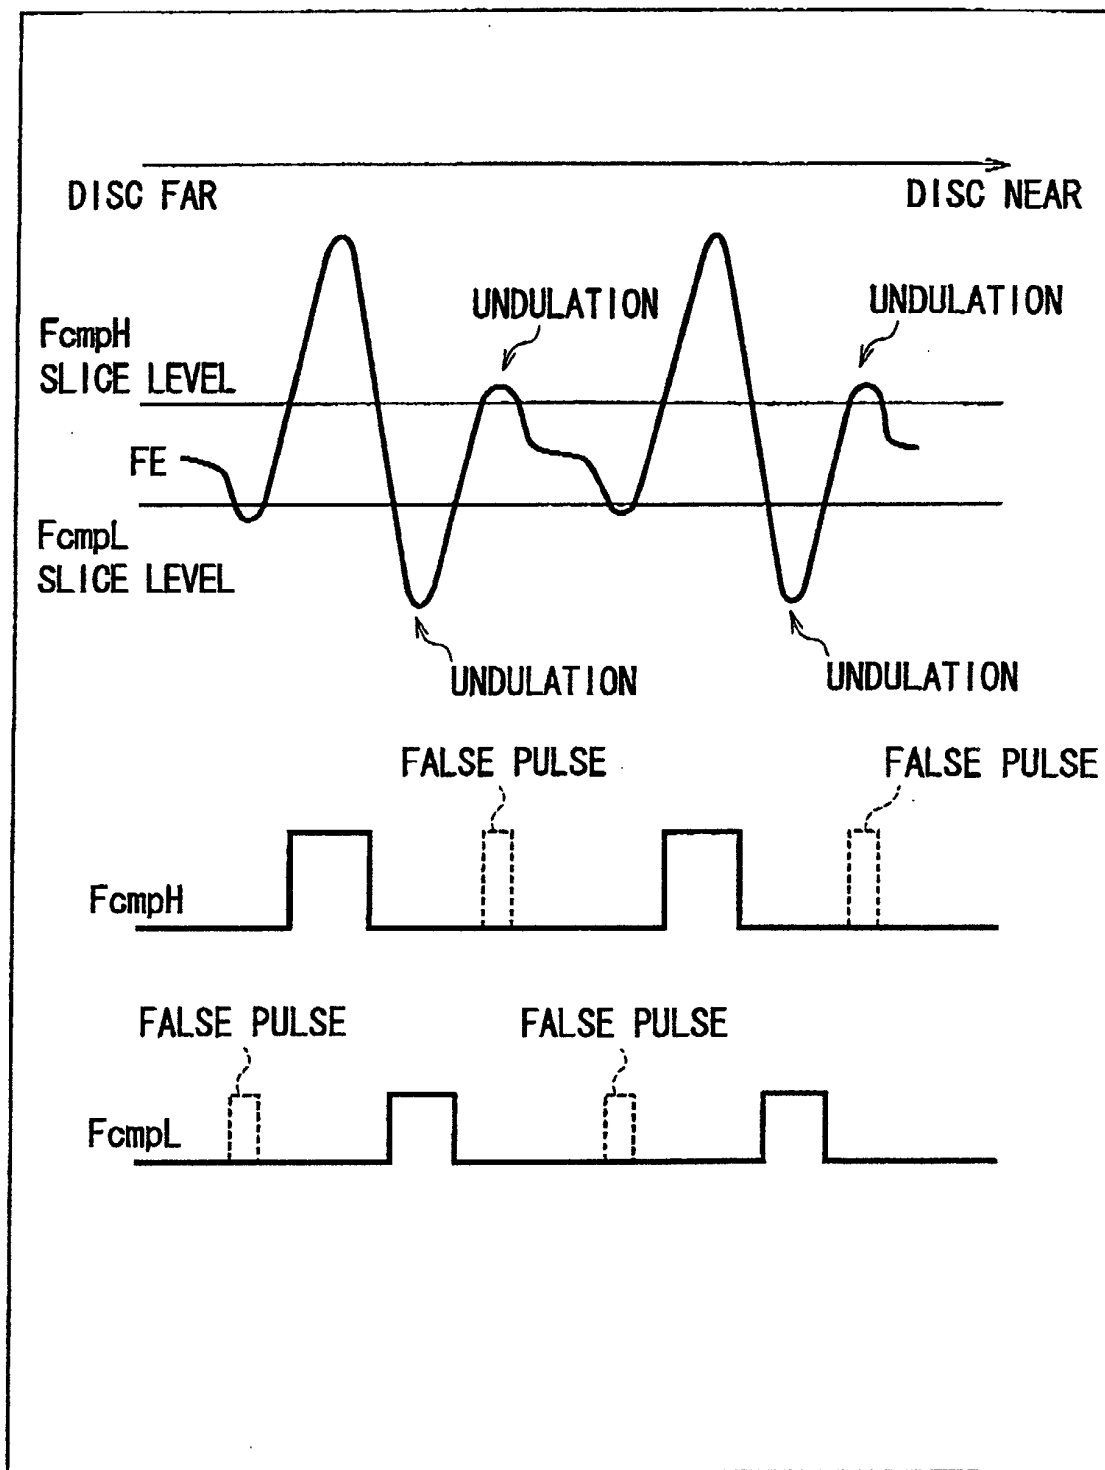 DISC FAR
DISC NEAR
UNDULATION
UNDULATION
FcmpH
SLICE LEVEL
FE
FcmpL
SLICE LEVEL
UNDULATION
UNDULATION
FALSE PULSE
FALSE PULSE
FcmpH
FALSE PULSE
FALSE PULSE
FcmpL